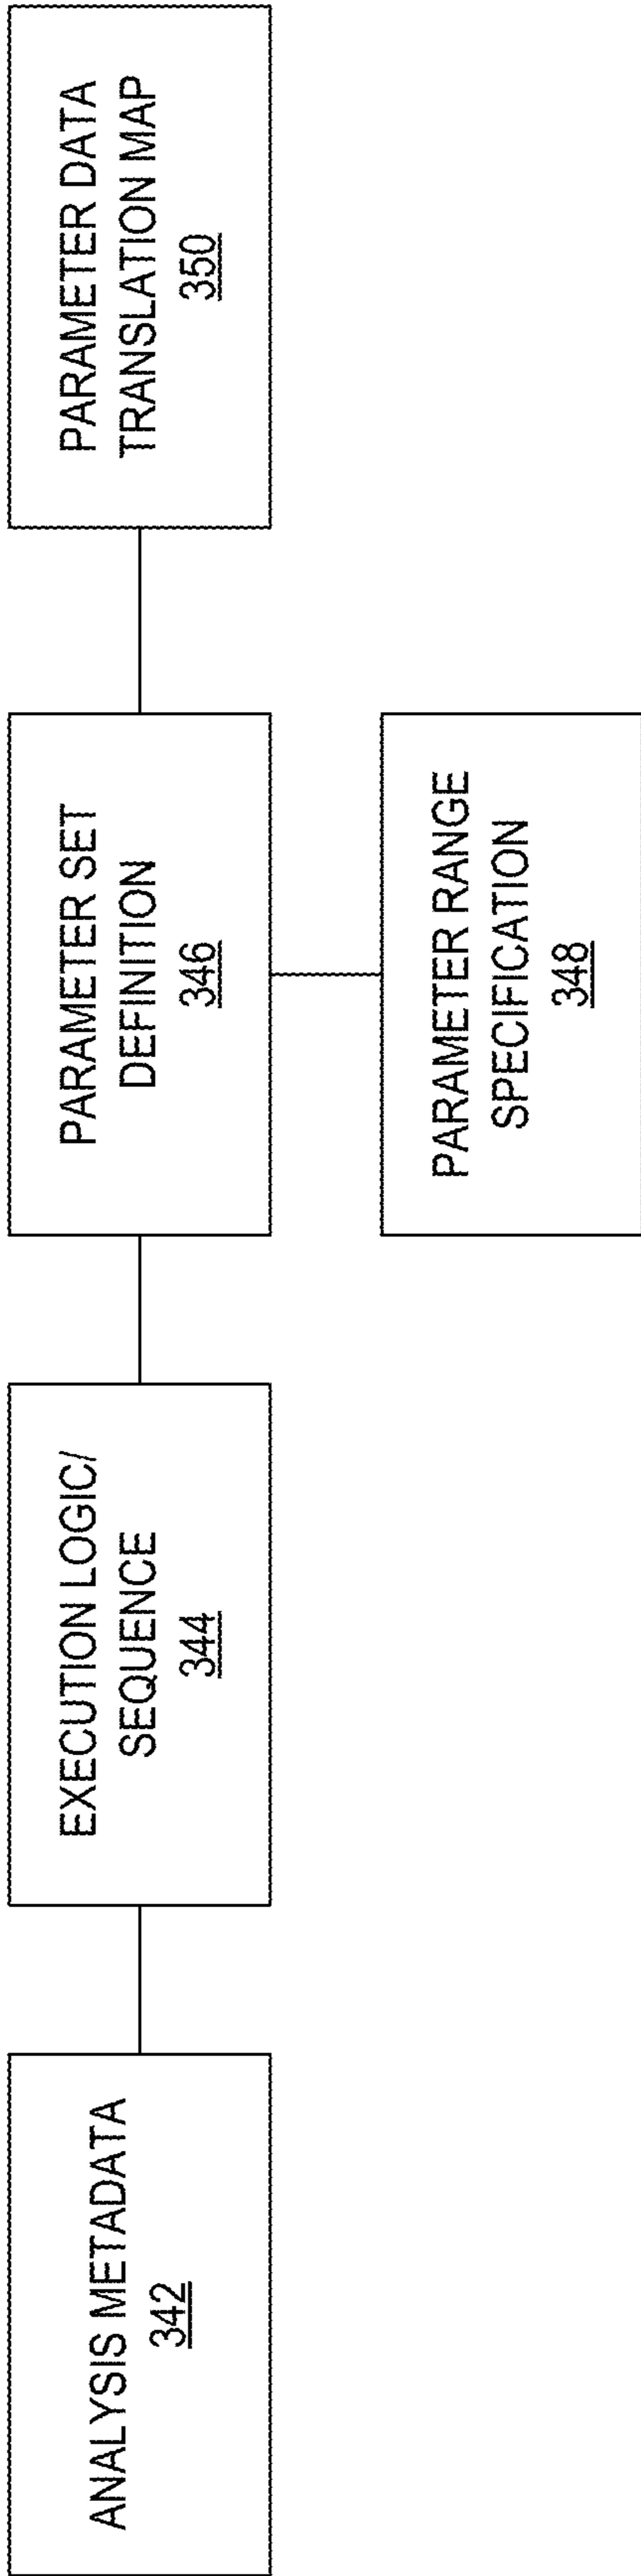 ANALYSIS METADATA
342
EXECUTION LOGIC/
SEQUENCE
344
PARAMETER SET
DEFINITION
346
PARAMETER DATA
TRANSLATION MAP
350
PARAMETER RANGE
SPECIFICATION
348